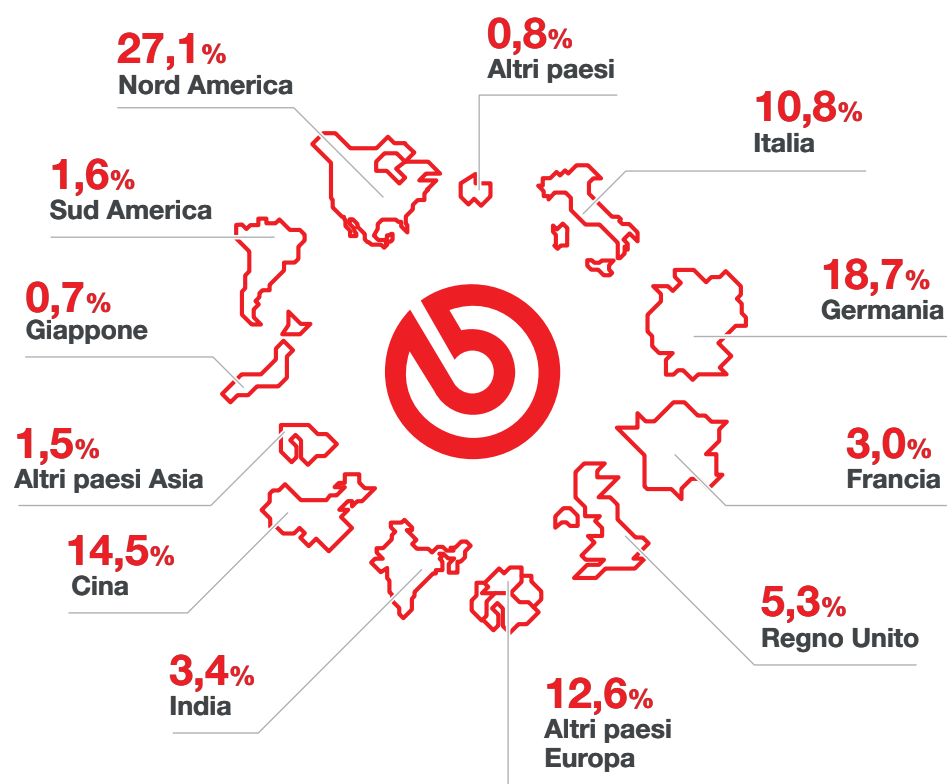 27,1%
Nord America
0,8%
Altri paesi
10,8%
Italia
1,6%
Sud America
18,7%
Germania
0,7%
Giappone
3,0%
Francia
1,5%
Altri paesi Asia
14,5%
Cina
5,3%
Regno Unito
3,4%
India
12,6%
Altri paesi
Europa